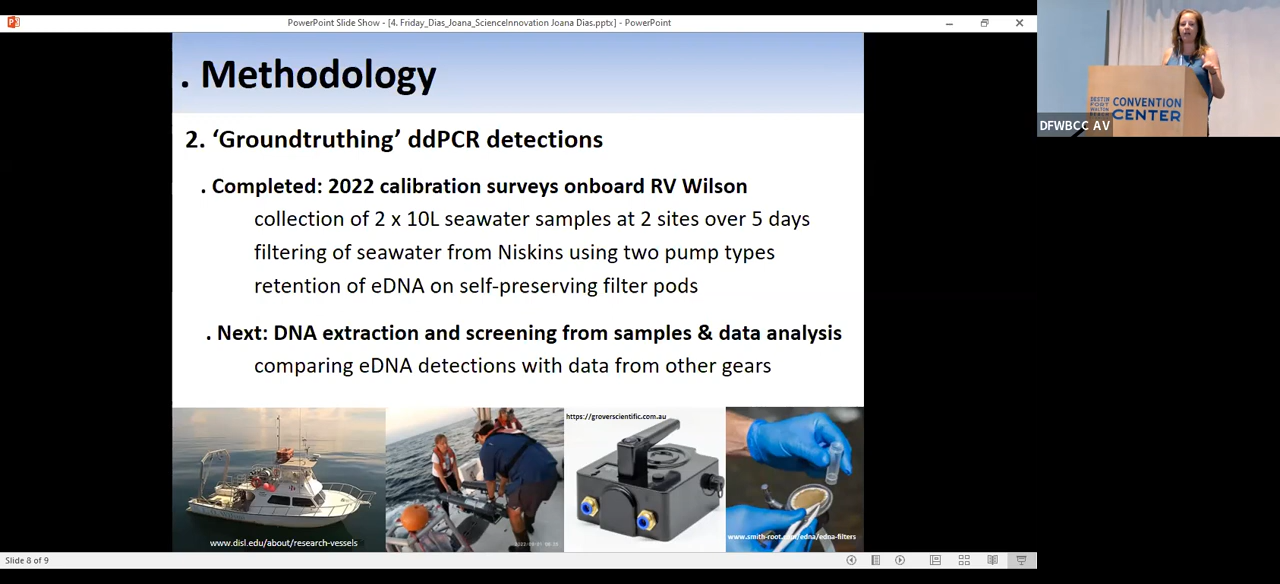 PowerPoint Slide Show - [4. Friday_Dias_Joana_ScienceInnovation Joana Dias.pptx] - PowerPoint
. Methodology
2. ‘Groundtruthing’ ddPCR detections
. Completed: 2022 calibration surveys onboard RV Wilson
collection of 2 x 10L seawater samples at 2 sites over 5 days
filtering of seawater from Niskins using two pump types
retention of eDNA on self-preserving filter pods
. Next: DNA extraction and screening from samples & data analysis
comparing eDNA detections with data from other gears
www.disl.edu/about/research-vessels
https://groverscientific.com.au
www.smith-root.com/edna/edna-filters
Slide 8 of 9
DESTIN
FORT
WALTON
BEACH
CONVENTION
CENTER
DFWBCC AV